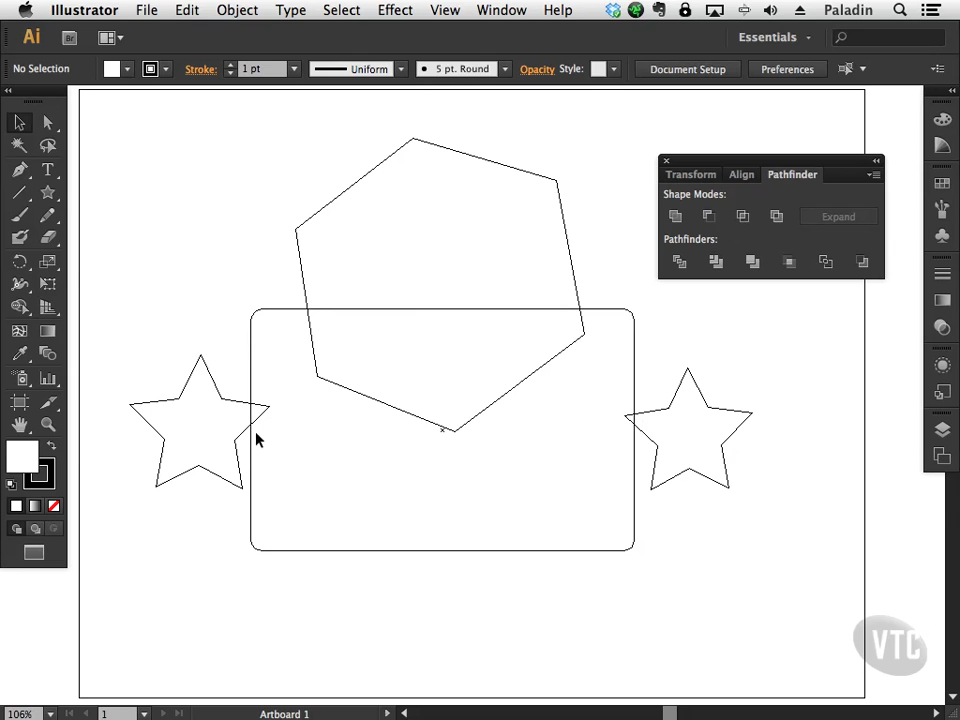 Illustrator File Edit Object Type Select Effect View Window Help Paladin
Ai Br Essentials
No Selection Stroke: 1 pt Uniform 5 pt. Round Opacity Style: Document Setup Preferences
Transform Align Pathfinder
Shape Modes:
Expand
Pathfinders:
T
VTC
106% 1 Artboard 1